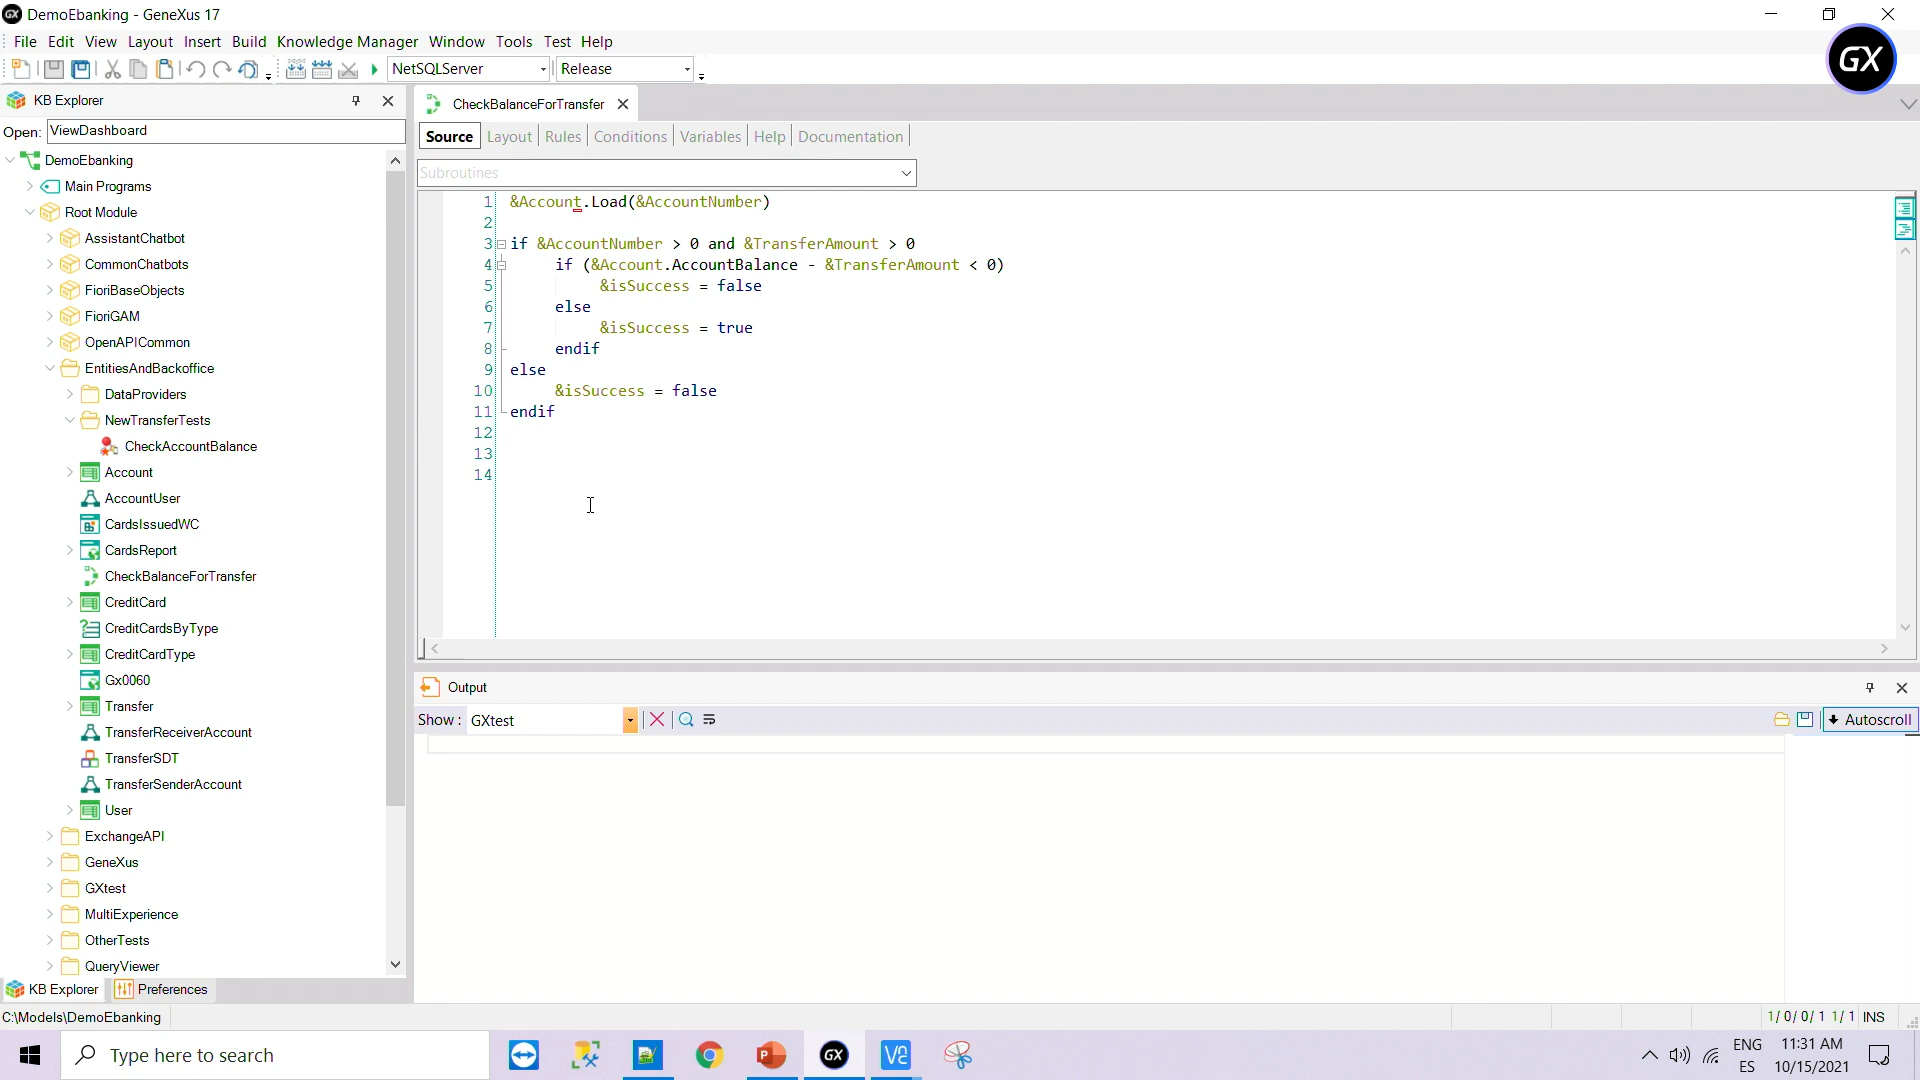 DemoEbanking - GeneXus 17
GX
File Edit View Layout Insert Build Knowledge Manager Window Tools Test Help
NetSQLServer Release
KB Explorer
Open: ViewDashboard
DemoEbanking
Main Programs
Root Module
AssistantChatbot
CommonChatbots
FioriBaseObjects
FioriGAM
OpenAPICommon
EntitiesAndBackoffice
DataProviders
NewTransferTests
CheckAccountBalance
Account
AccountUser
CardsIssuedWC
CardsReport
CheckBalanceForTransfer
CreditCard
CreditCardsByType
CreditCardType
Gx0060
Transfer
TransferReceiverAccount
TransferSDT
TransferSenderAccount
User
ExchangeAPI
GeneXus
GXtest
MultiExperience
OtherTests
QueryViewer
KB Explorer Preferences
CheckBalanceForTransfer
Source Layout Rules Conditions Variables Help Documentation
Subroutines
1 &Account.Load(&AccountNumber)
2
3 if &AccountNumber > 0 and &TransferAmount > 0
4 if (&Account.AccountBalance - &TransferAmount < 0)
5 &isSuccess = false
6 else
7 &isSuccess = true
8 endif
9 else
10 &isSuccess = false
11 endif
12
13
14
Output
Show : GXtest Autoscroll
C:\Models\DemoEbanking 1/ 0/ 0/ 1 1/ 1 INS
Type here to search
GX
ENG
ES
11:31 AM
10/15/2021